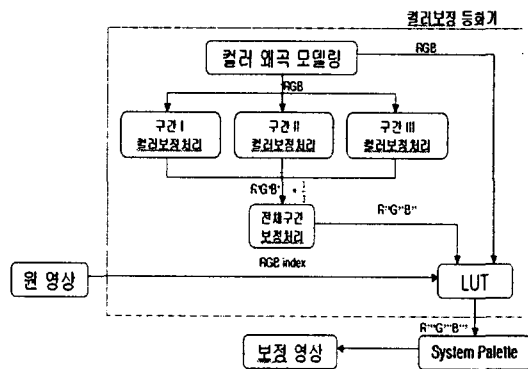 컬러보정 등화기
컬러 왜곡 모델링
RGB
RGB
구간 I
컬러보정처리
구간 II
컬러보정처리
구간 III
컬러보정처리
R'G'B'
전체구간
보정처리
R''G''B''
원 영상
RGB index
LUT
R'''G'''B'''
보정 영상
System Palette